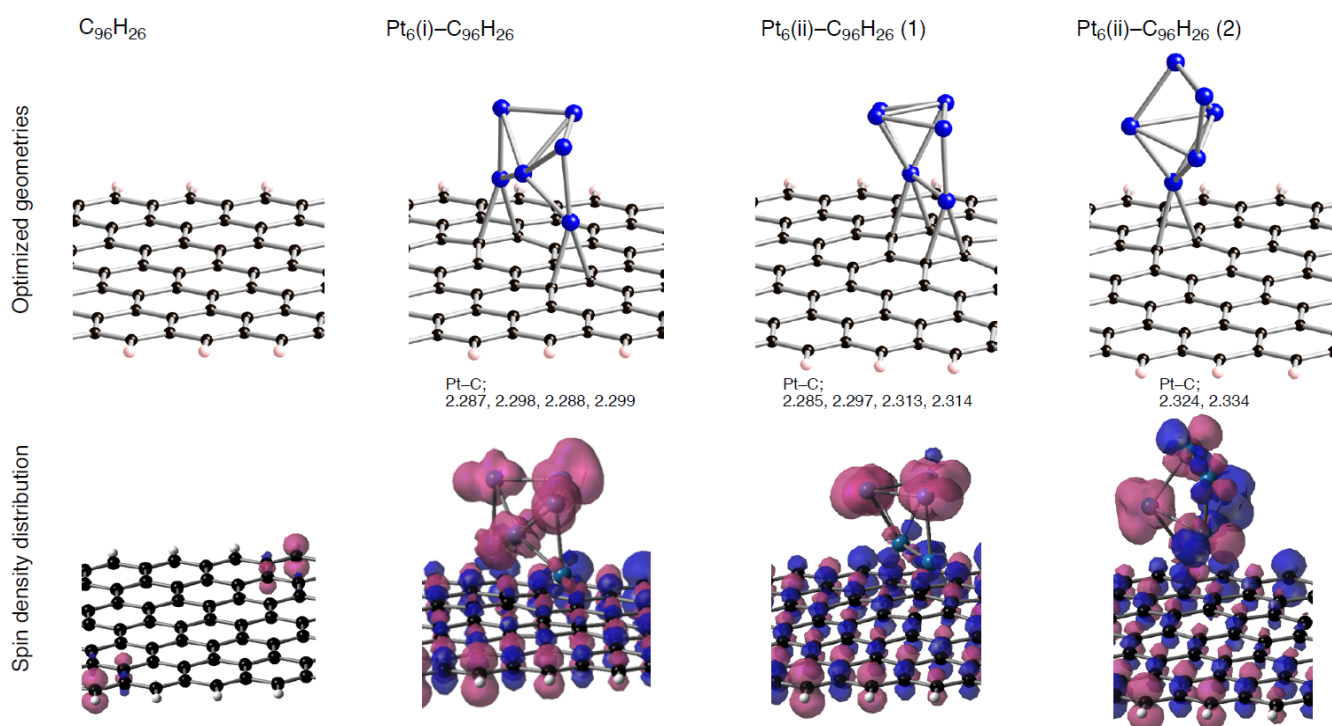 C₉₆H₂₆
Pt₆(i)–C₉₆H₂₆
Pt₆(ii)–C₉₆H₂₆ (1)
Pt₆(ii)–C₉₆H₂₆ (2)
Optimized geometries
Pt–C;
2.287, 2.298, 2.288, 2.299
Pt–C;
2.285, 2.297, 2.313, 2.314
Pt–C;
2.324, 2.334
Spin density distribution